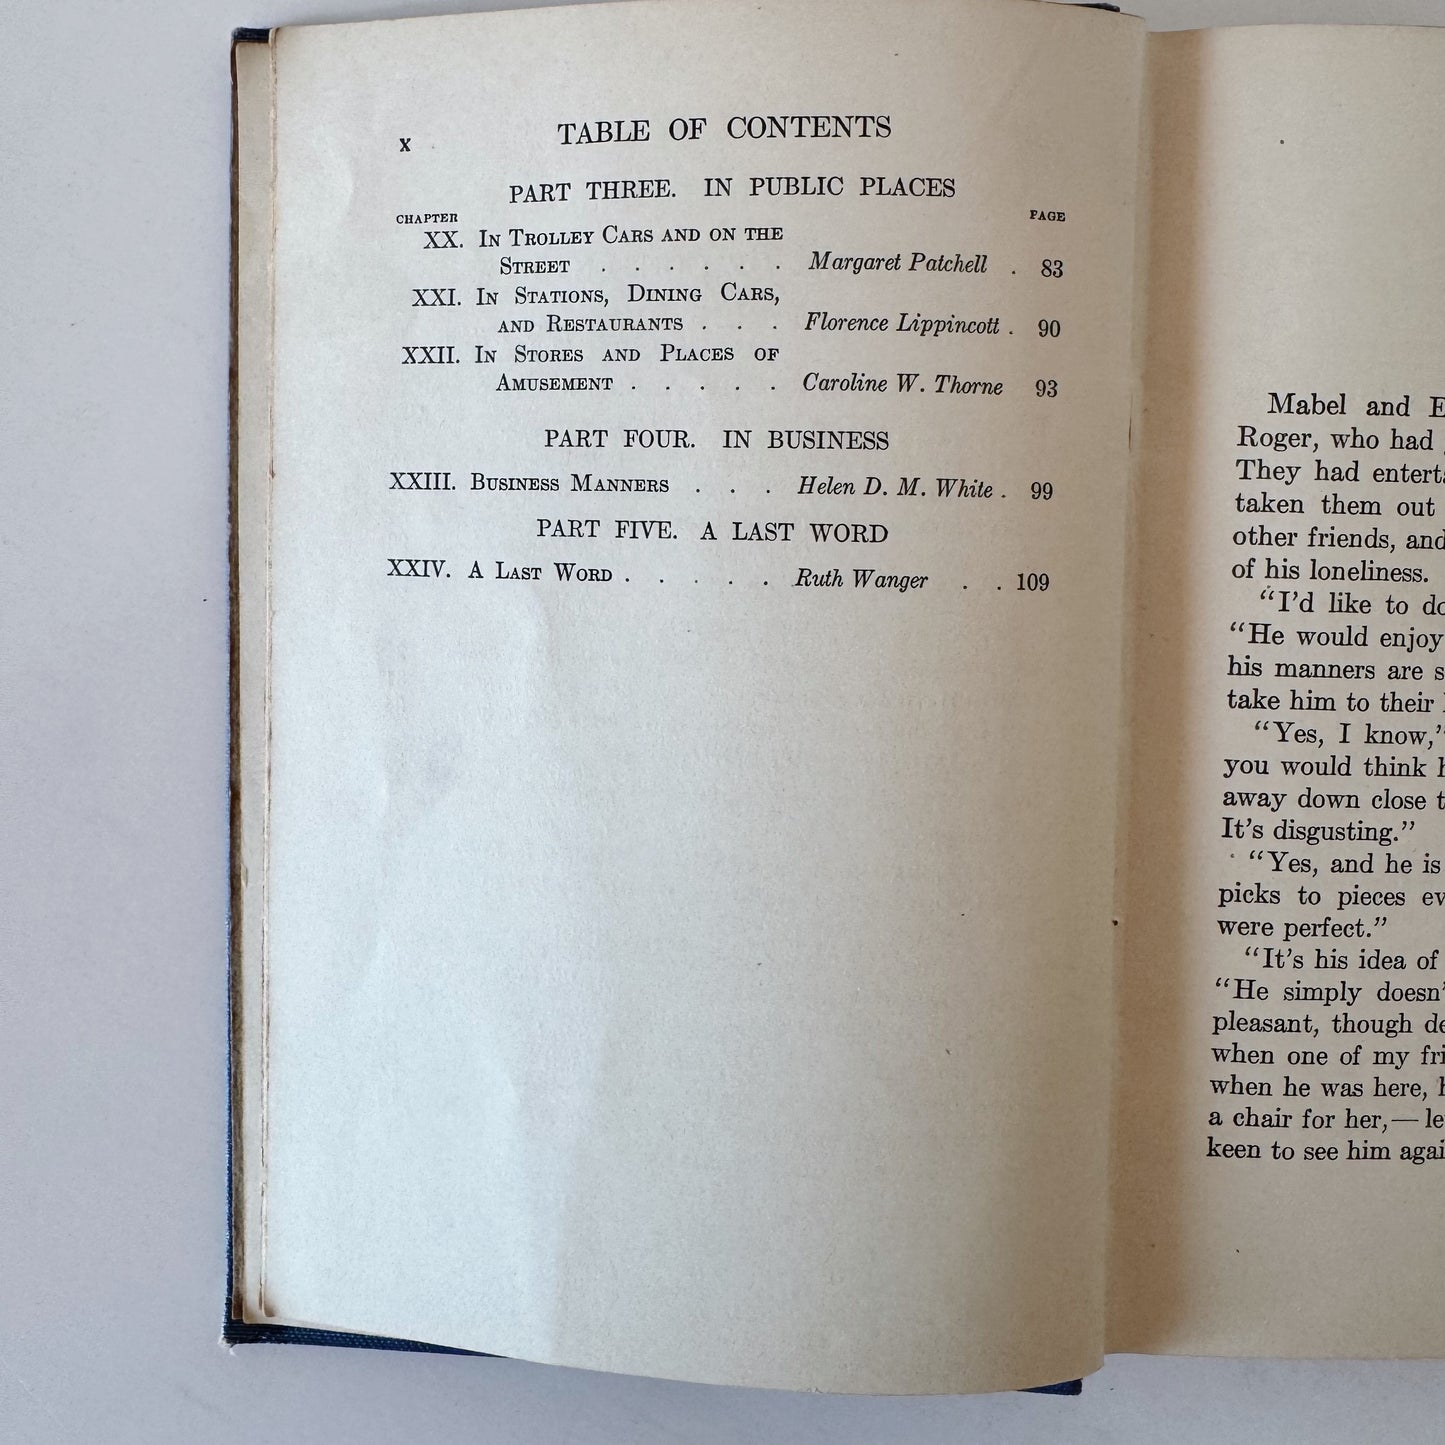 x TABLE OF CONTENTS
PART THREE. IN PUBLIC PLACES
CHAPTER PAGE
XX. IN TROLLEY CARS AND ON THE
STREET . . . . . . Margaret Patchell . 83
XXI. IN STATIONS, DINING CARS,
AND RESTAURANTS . . . Florence Lippincott . 90
XXII. IN STORES AND PLACES OF
AMUSEMENT . . . . . Caroline W. Thorne 93
PART FOUR. IN BUSINESS
XXIII. BUSINESS MANNERS . . . Helen D. M. White . 99
PART FIVE. A LAST WORD
XXIV. A LAST WORD . . . . . Ruth Wanger . . 109
Mabel and
Roger, who had
They had
taken them out
other friends, and
of his loneliness.
“I’d like to
“He would enjoy
his manners are
take him to their
“Yes, I know,”
you would think
away down close
It’s disgusting.”
“Yes, and he is
picks to pieces
were perfect.”
“It’s his idea of
“He simply
pleasant, though
when one of my
when he was here,
a chair for her,—
keen to see him